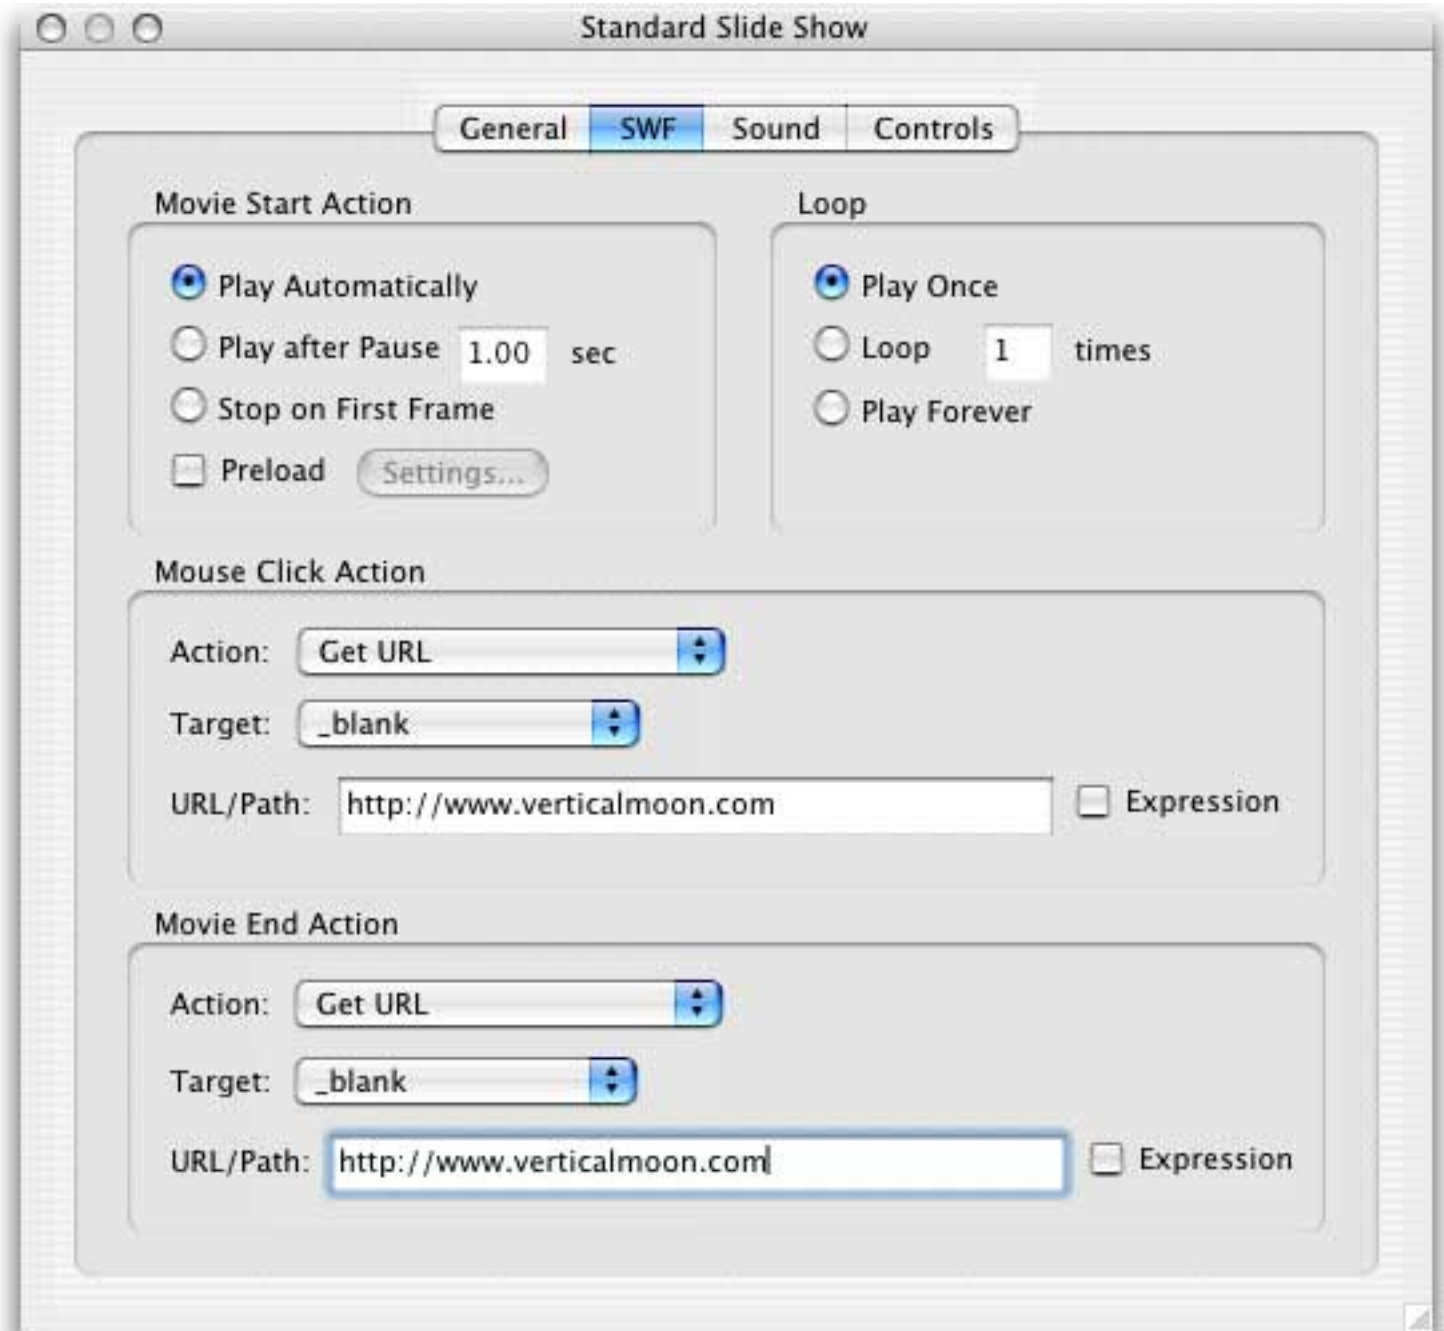 Standard Slide Show
General SWF Sound Controls
Movie Start Action
Play Automatically
Play after Pause 1.00 sec
Stop on First Frame
Preload Settings...
Loop
Play Once
Loop 1 times
Play Forever
Mouse Click Action
Action: Get URL
Target: _blank
URL/Path: http://www.verticalmoon.com Expression
Movie End Action
Action: Get URL
Target: _blank
URL/Path: http://www.verticalmoon.com Expression